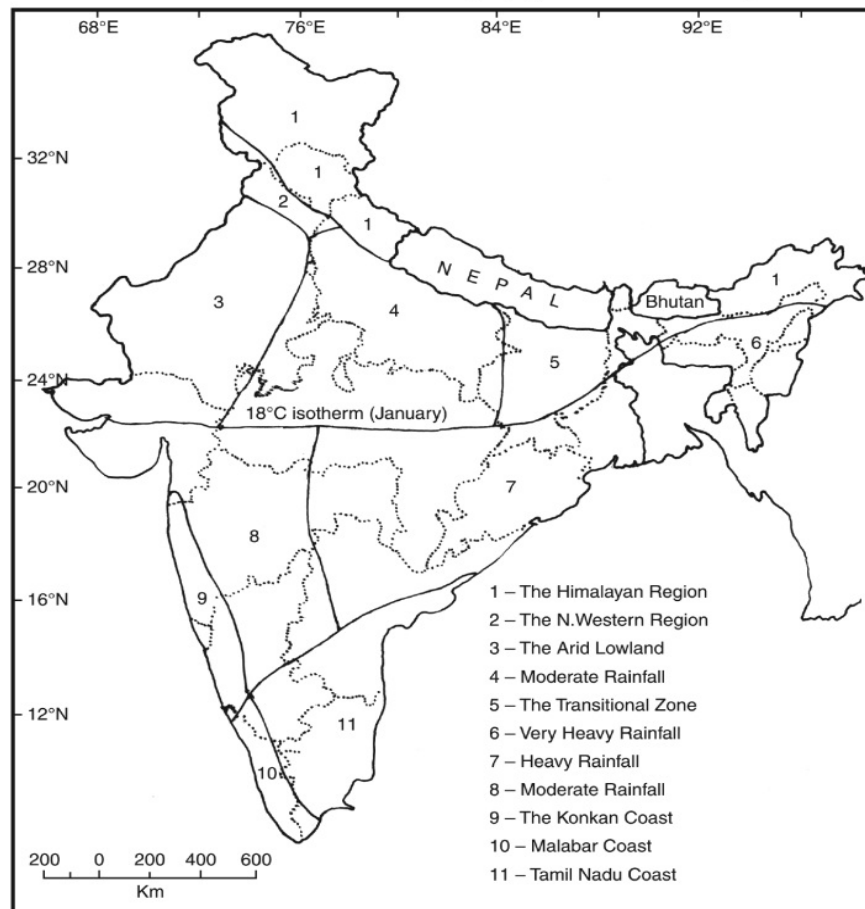 68°E 76°E 84°E 92°E
1
32°N
1
2
1
NEPAL
28°N
1
3
4
Bhutan
6
5
24°N
18°C isotherm (January)
20°N
7
8
16°N
9
12°N
11
10
1 – The Himalayan Region
2 – The N.Western Region
3 – The Arid Lowland
4 – Moderate Rainfall
5 – The Transitional Zone
6 – Very Heavy Rainfall
7 – Heavy Rainfall
8 – Moderate Rainfall
9 – The Konkan Coast
10 – Malabar Coast
11 – Tamil Nadu Coast
200 0 200 400 600
Km